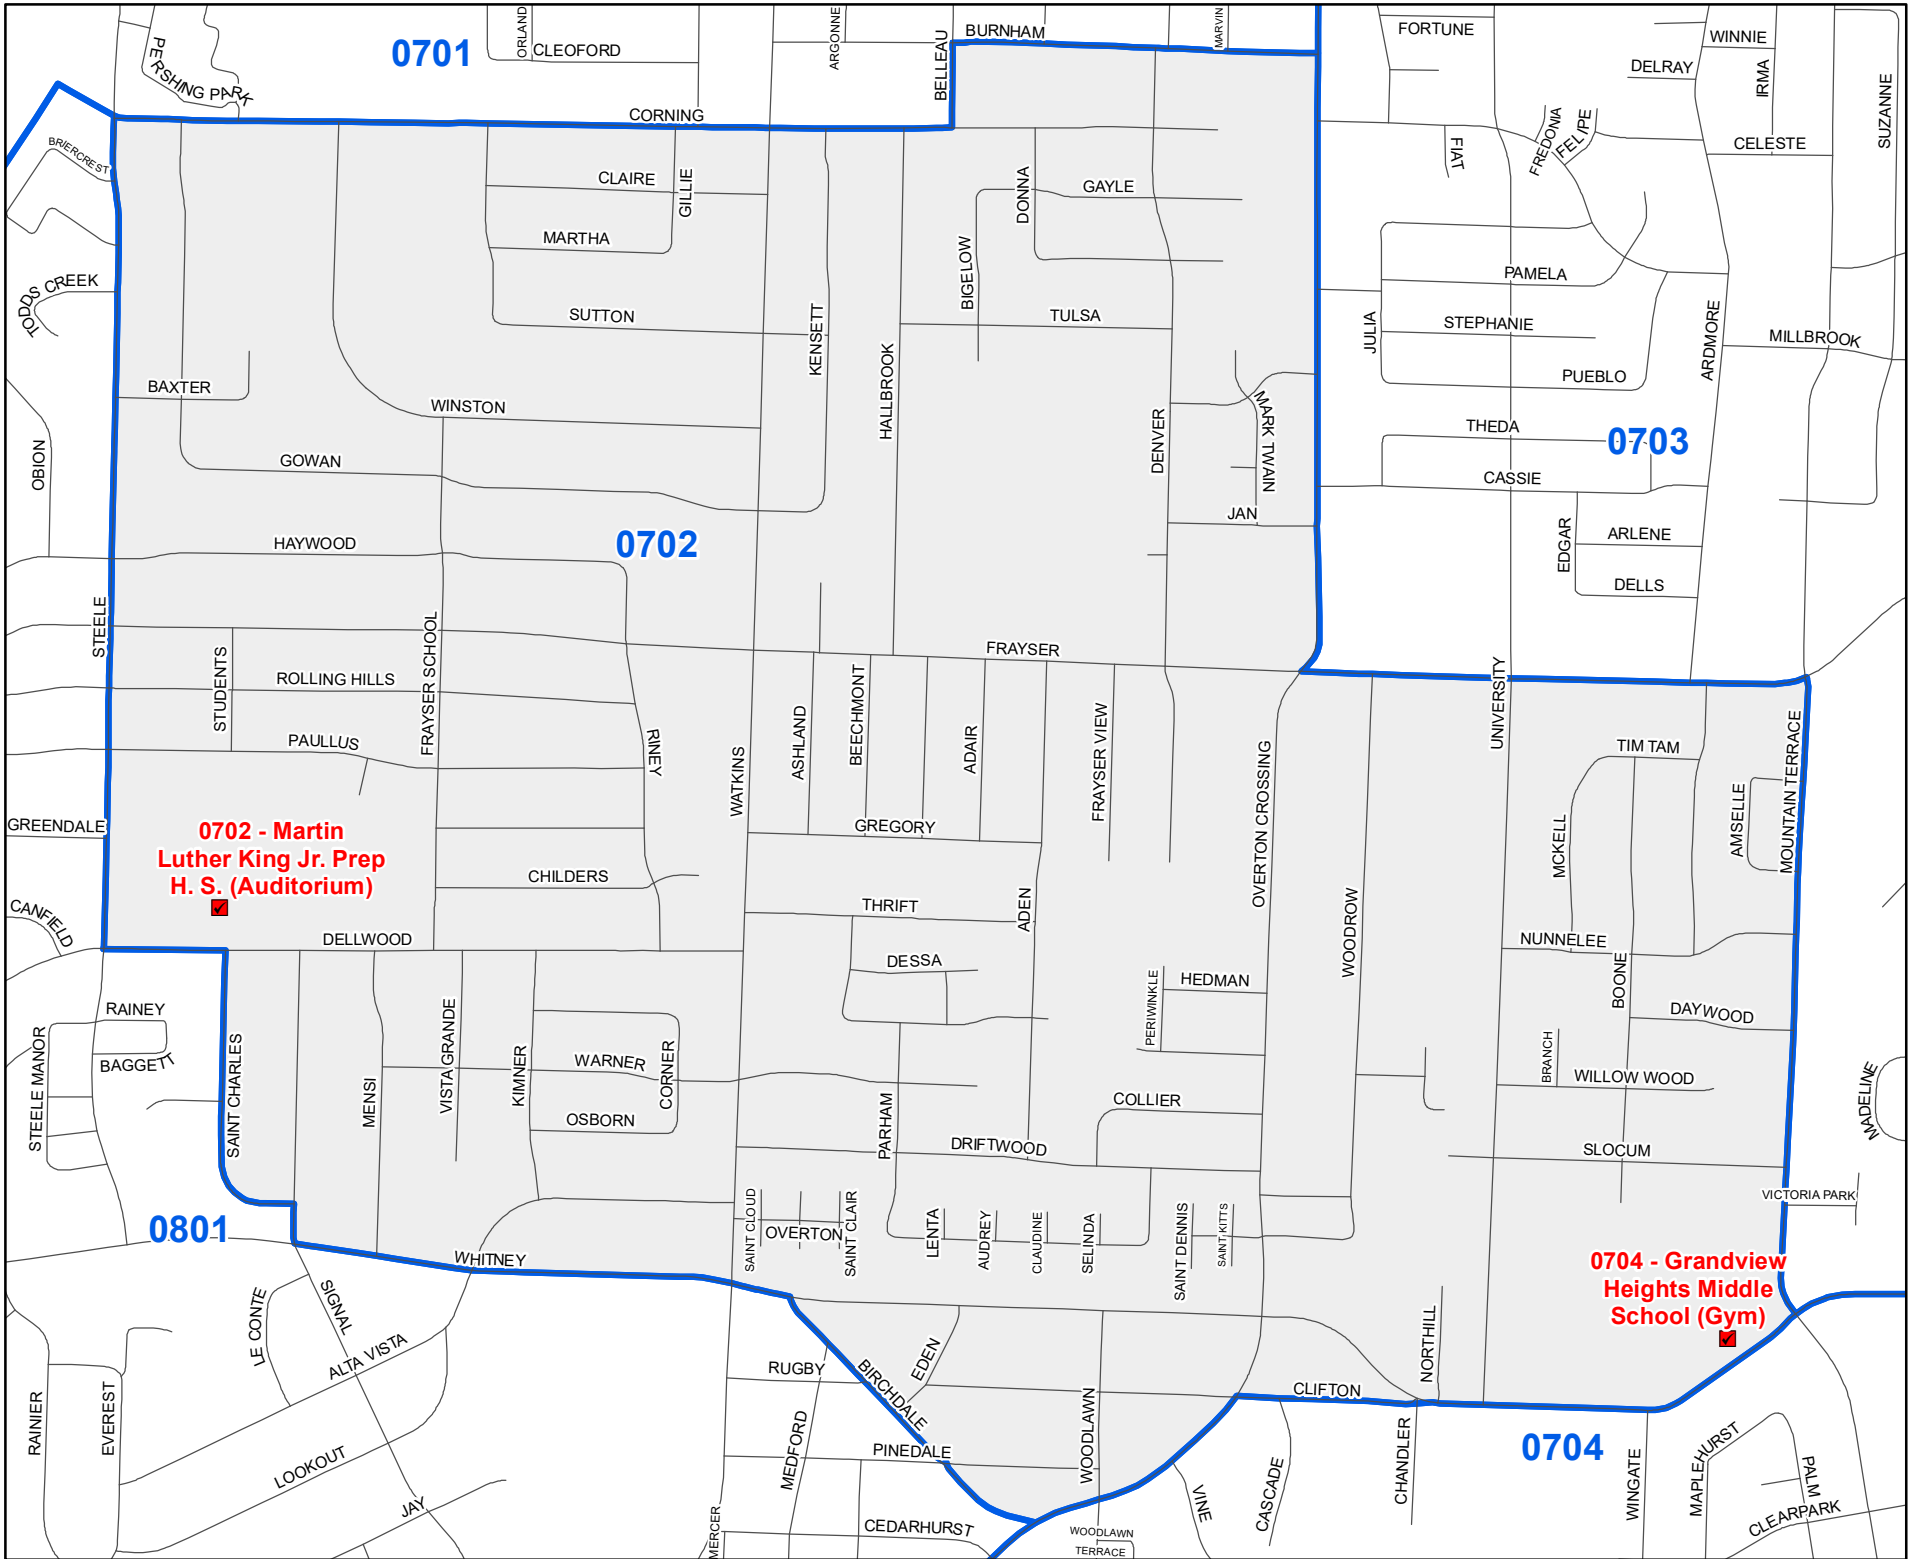 0701
ORLAND
CLEOFORD
ARGONNE
BELLEAU
BURNHAM
MARVIN
FORTUNE
WINNIE
DELRAY
IRMA
SUZANNE
PERSHING PARK
CORNING
BRIERCREST
CLAIRE
GILLIE
DONNA
GAYLE
FIAT
FREDONIA
FELIPE
CELESTE
MARTHA
BIGELOW
PAMELA
TODDS CREEK
SUTTON
KENSETT
TULSA
JULIA
STEPHANIE
ARDMORE
MILLBROOK
BAXTER
WINSTON
HALLBROOK
DENVER
MARK TWAIN
PUEBLO
THEDA
0703
OBION
GOWAN
CASSIE
JAN
HAYWOOD
0702
EDGAR
ARLENE
DELLS
STEELE
STUDENTS
FRAYSER SCHOOL
FRAYSER
ROLLING HILLS
UNIVERSITY
PAULLUS
RINEY
WATKINS
ASHLAND
BEECHMONT
ADAIR
FRAYSER VIEW
OVERTON CROSSING
TIM TAM
MOUNTAIN TERRACE
AMSELLE
MCKELL
GREENDALE
0702 - Martin
Luther King Jr. Prep
H. S. (Auditorium)
GREGORY
CHILDERS
THRIFT
ADEN
WOODROW
CANFIELD
DELLWOOD
NUNNELEE
DESSA
BOONE
PERIWINKLE
HEDMAN
RAINEY
DAYWOOD
STEELE MANOR
BAGGETT
SAINT CHARLES
MENSI
VISTA GRANDE
KIMNER
WARNER
CORNER
BRANCH
WILLOW WOOD
MADELINE
OSBORN
PARHAM
COLLIER
DRIFTWOOD
SLOCUM
VICTORIA PARK
SAINT CLOUD
OVERTON
SAINT CLAIR
LENTA
AUDREY
CLAUDINE
SELINDA
SAINT DENNIS
SAINT KITTS
0801
WHITNEY
0704 - Grandview
Heights Middle
School (Gym)
LE CONTE
SIGNAL
ALTA VISTA
RUGBY
BIRCHDALE
EDEN
NORTHILL
CLIFTON
RAINIER
EVEREST
WOODLAWN
MEDFORD
PINEDALE
0704
LOOKOUT
CHANDLER
CASCADE
WINGATE
MAPLEHURST
PALM
JAY
MERCER
CEDARHURST
VINE
WOODLAWN
TERRACE
CLEARPARK